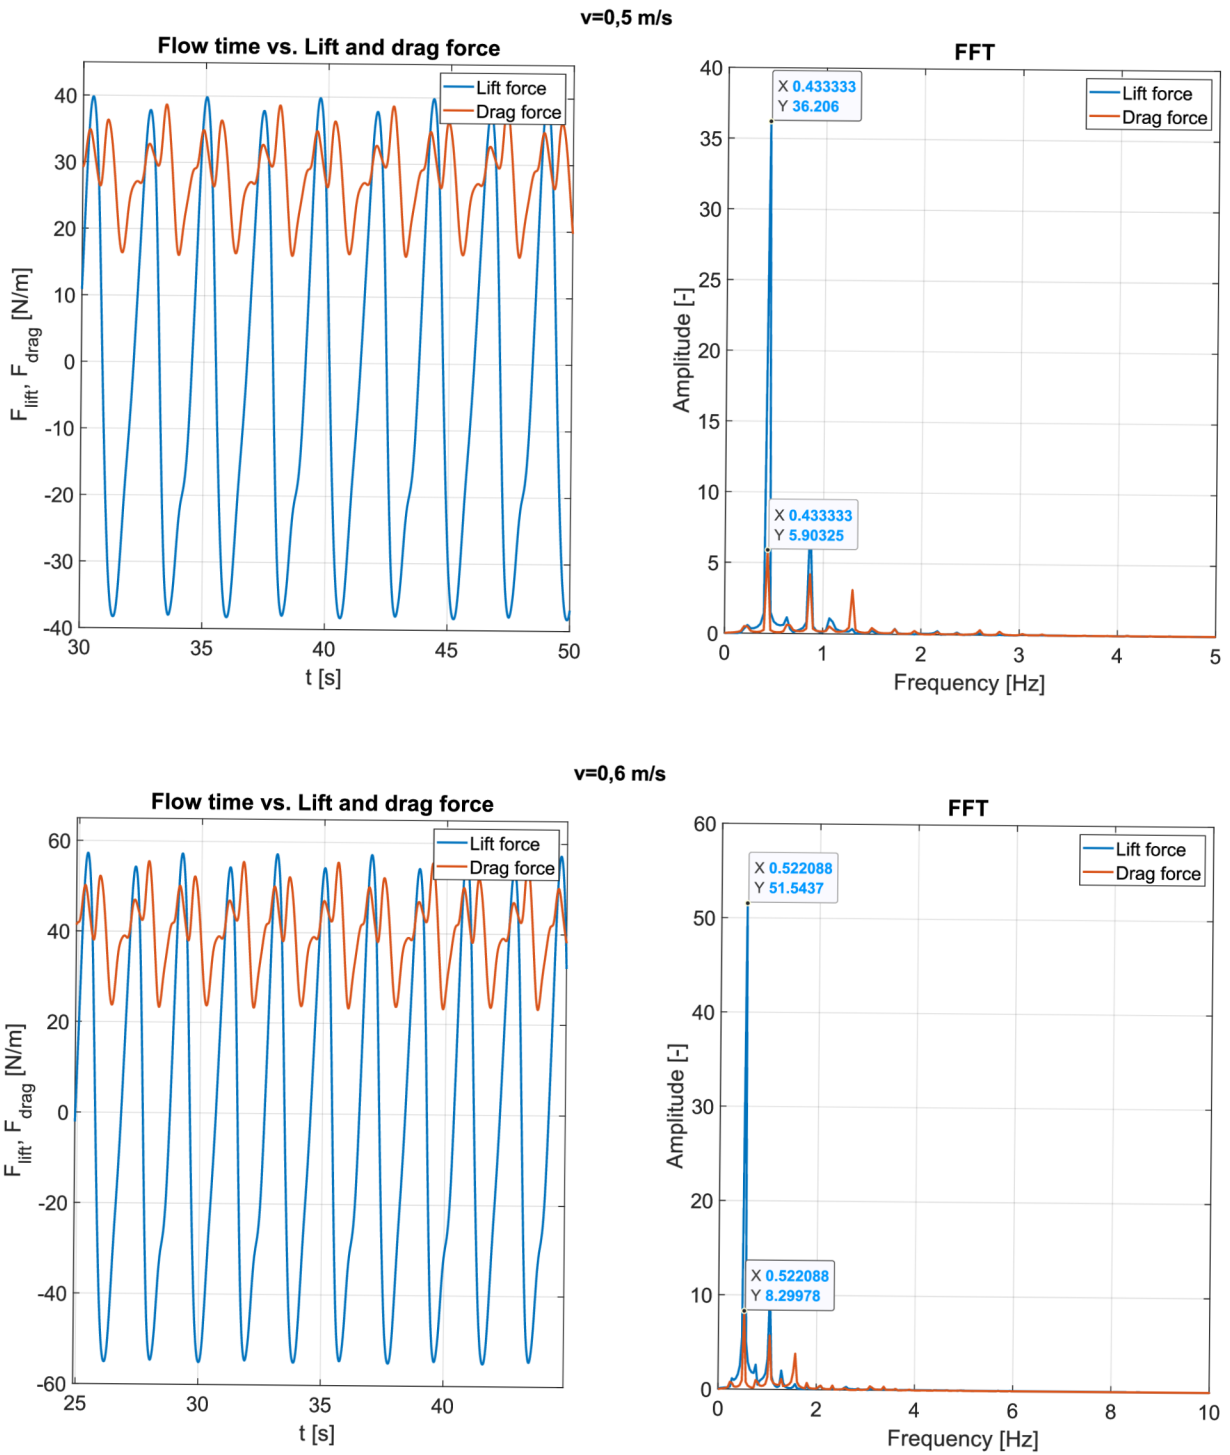 v=0,5 m/s
Flow time vs. Lift and drag force
Lift force
Drag force
40
30
20
10
0
-10
-20
-30
-40
F_lift, F_drag [N/m]
30 35 40 45 50
t [s]
FFT
Lift force
Drag force
X 0.433333
Y 36.206
X 0.433333
Y 5.90325
40
35
30
25
20
15
10
5
0
Amplitude [-]
0 1 2 3 4 5
Frequency [Hz]
v=0,6 m/s
Flow time vs. Lift and drag force
Lift force
Drag force
60
40
20
0
-20
-40
-60
F_lift, F_drag [N/m]
25 30 35 40
t [s]
FFT
Lift force
Drag force
X 0.522088
Y 51.5437
X 0.522088
Y 8.29978
60
50
40
30
20
10
0
Amplitude [-]
0 2 4 6 8 10
Frequency [Hz]